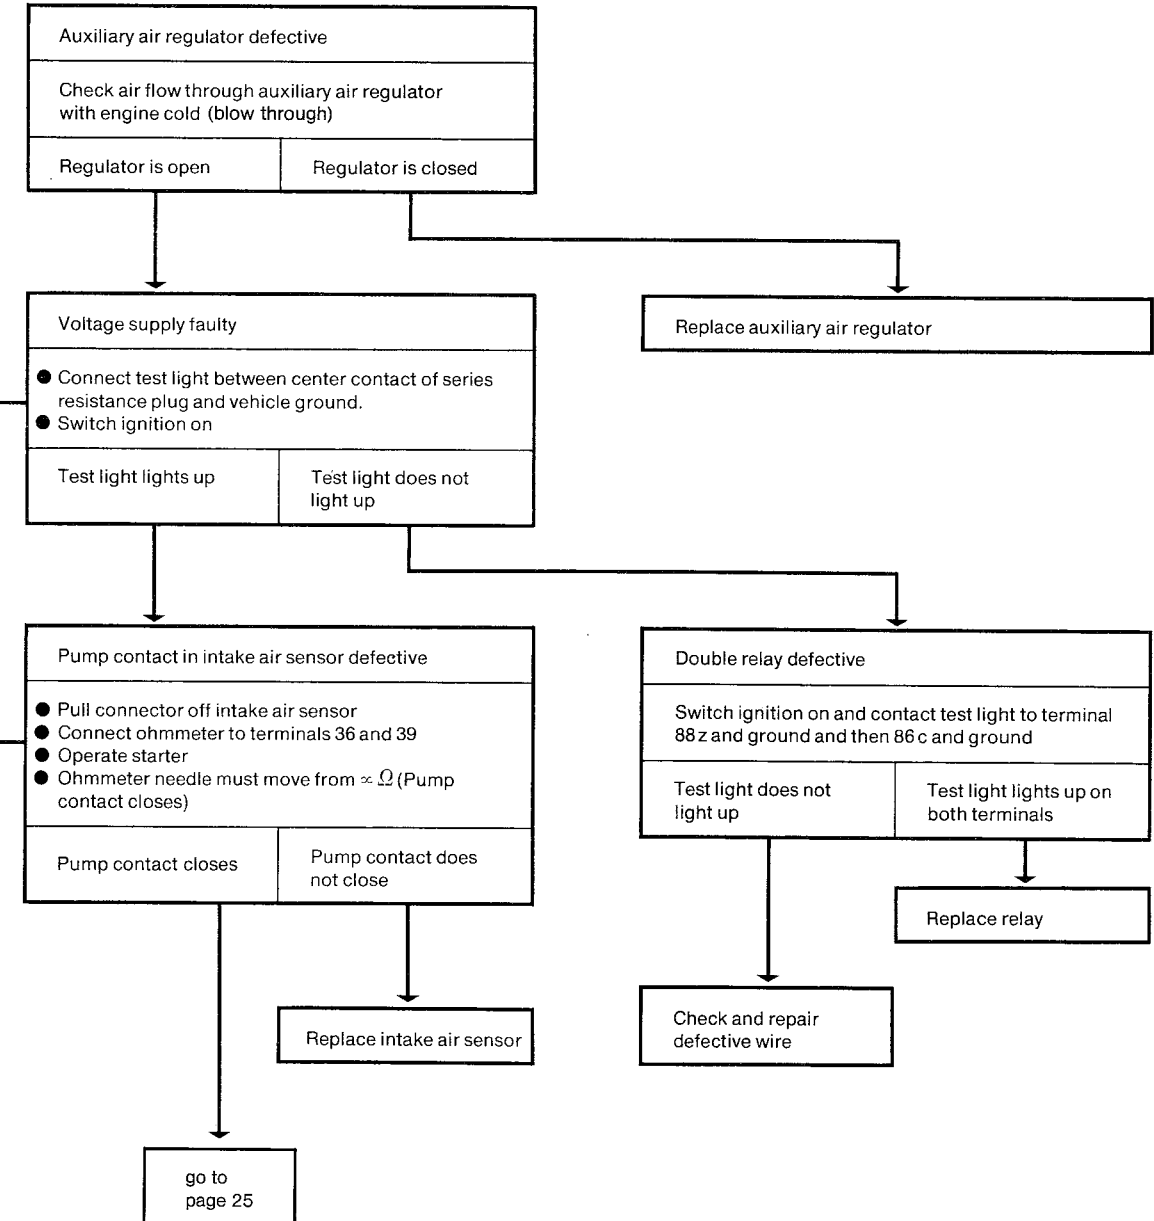 Auxiliary air regulator defective
Check air flow through auxiliary air regulator
with engine cold (blow through)
Regulator is open
Regulator is closed
Voltage supply faulty
● Connect test light between center contact of series
resistance plug and vehicle ground.
● Switch ignition on
Test light lights up
Test light does not
light up
Replace auxiliary air regulator
Pump contact in intake air sensor defective
● Pull connector off intake air sensor
● Connect ohmmeter to terminals 36 and 39
● Operate starter
● Ohmmeter needle must move from ∝ Ω (Pump
contact closes)
Pump contact closes
Pump contact does
not close
Double relay defective
Switch ignition on and contact test light to terminal
88z and ground and then 86c and ground
Test light does not
light up
Test light lights up on
both terminals
Replace relay
Replace intake air sensor
Check and repair
defective wire
go to
page 25